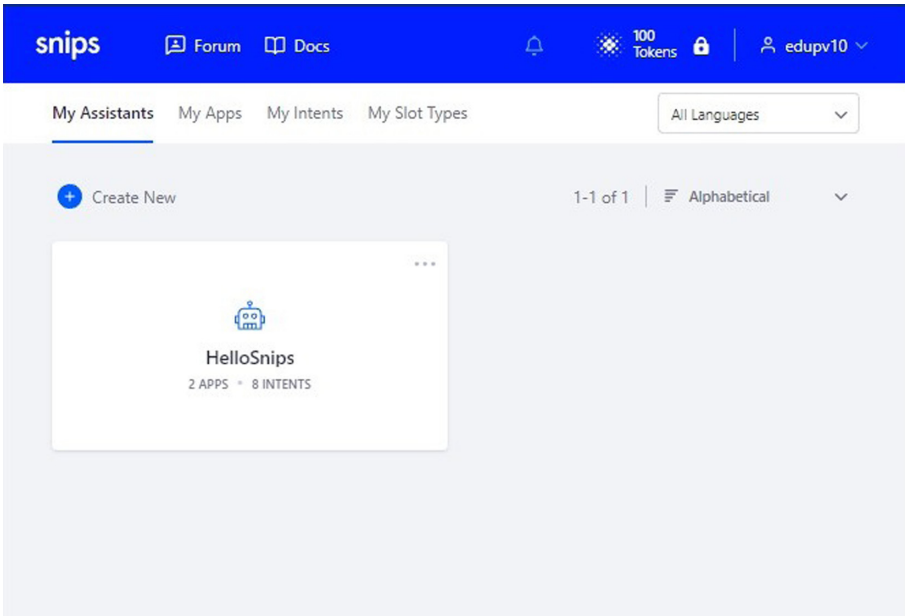 snips Forum Docs 100 Tokens edupv10
My Assistants My Apps My Intents My Slot Types All Languages
Create New 1-1 of 1 Alphabetical
HelloSnips
2 APPS • 8 INTENTS